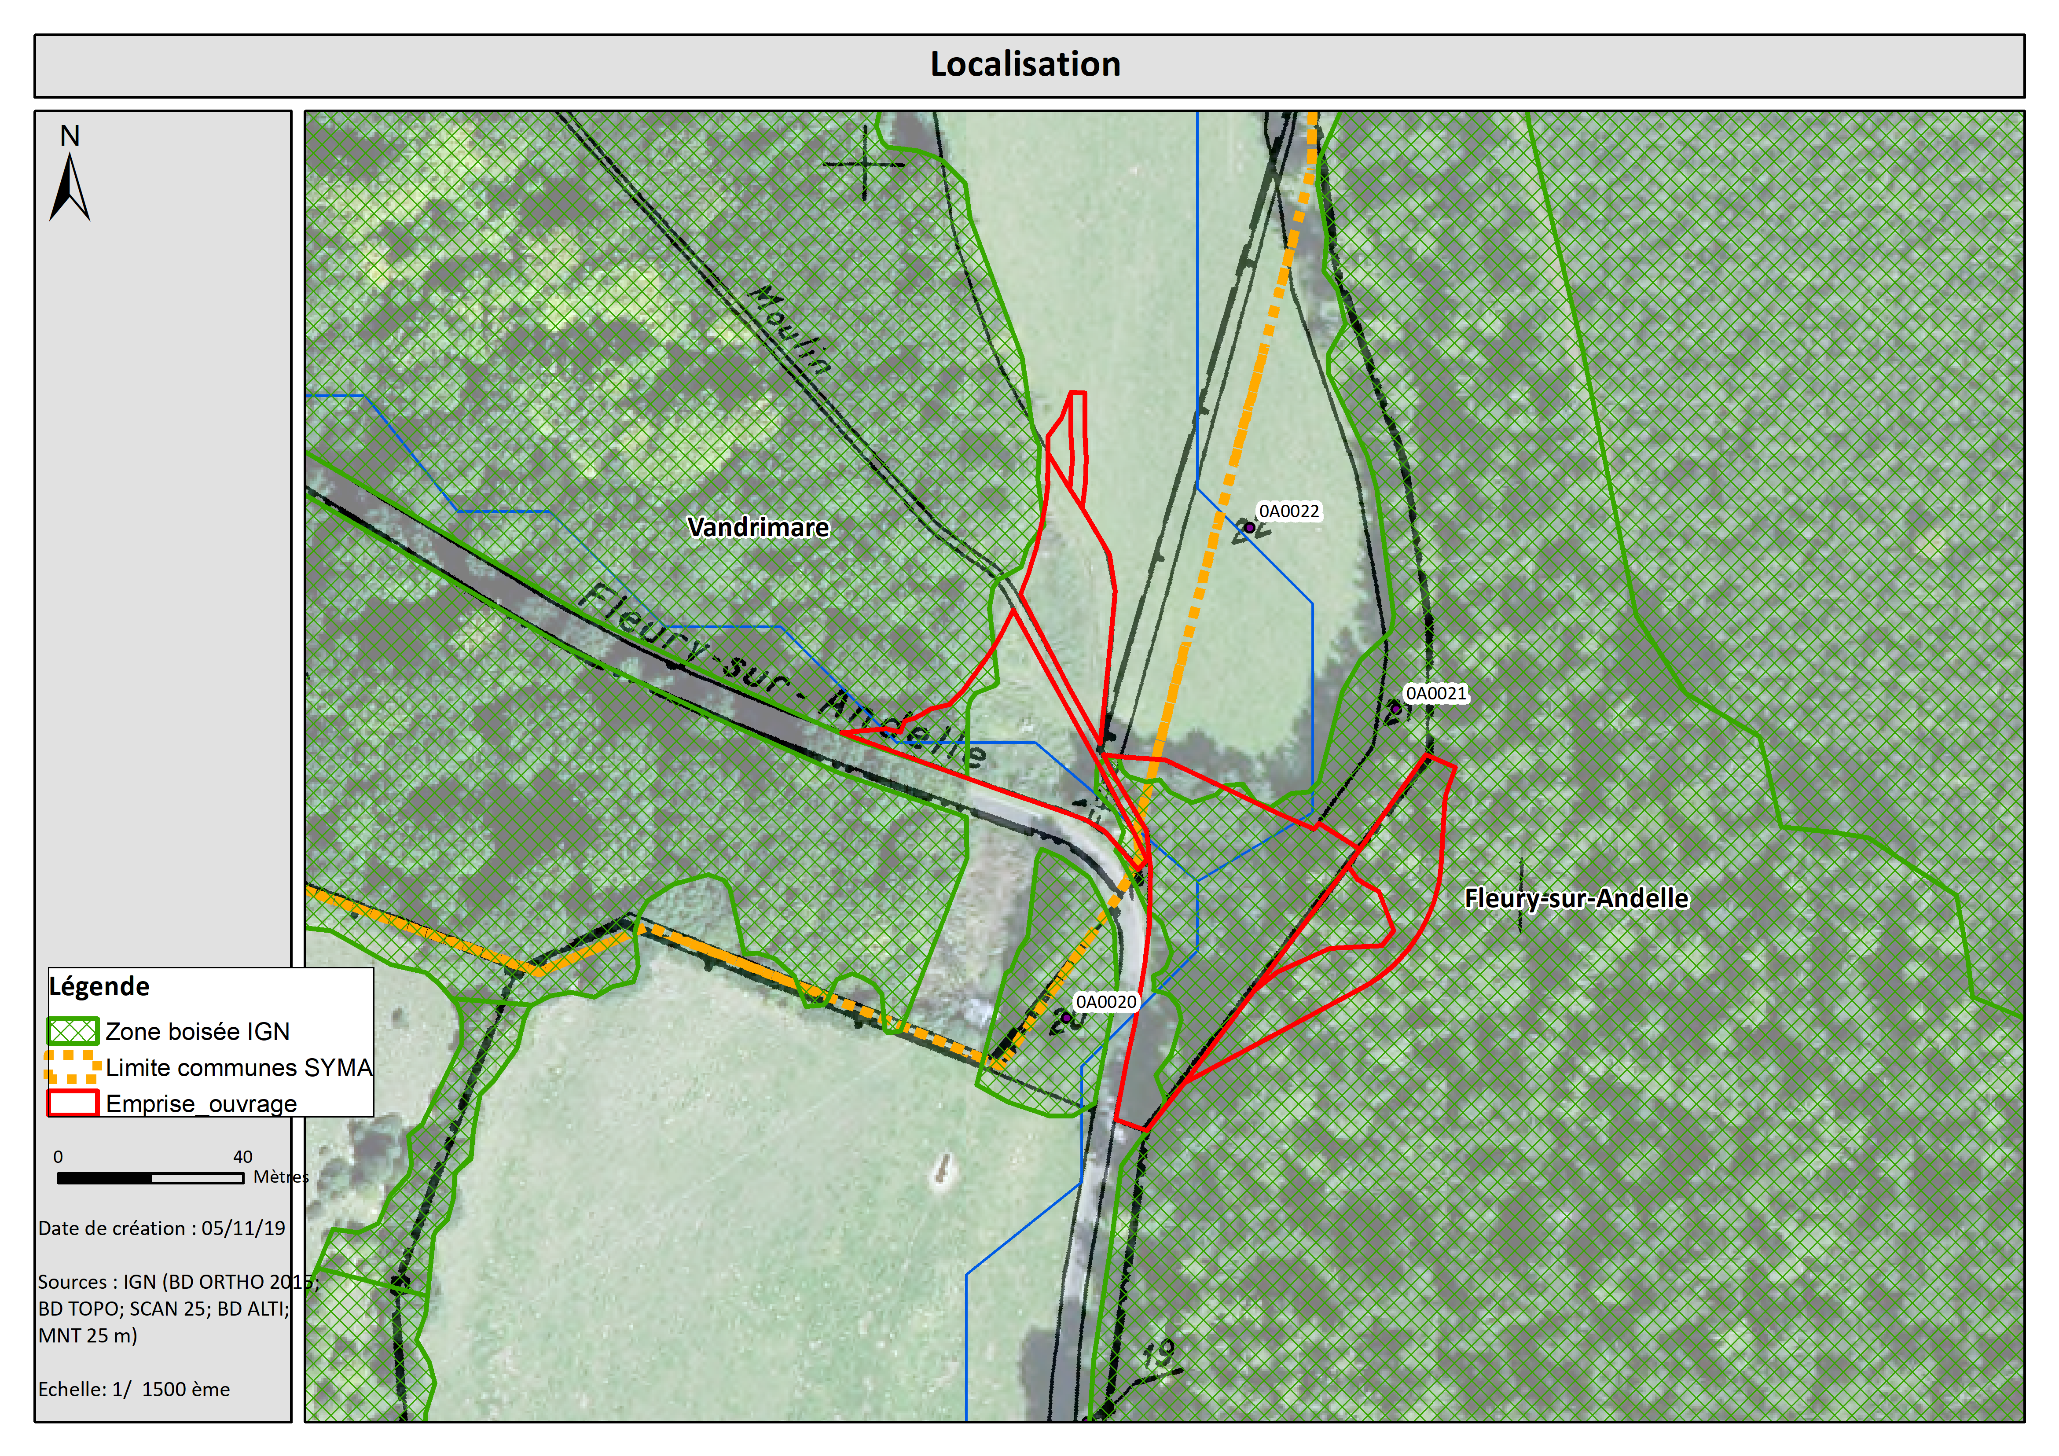 Localisation
N
Moulin
Vandrimare
Fleury-sur-Andelle
0A0022
22
0A0021
Fleury-sur-Andelle
0A0020
20
19
Légende
Zone boisée IGN
Limite communes SYMA
Emprise_ouvrage
0 40
Mètres
Date de création : 05/11/19
Sources : IGN (BD ORTHO 2015;
BD TOPO; SCAN 25; BD ALTI;
MNT 25 m)
Echelle: 1/ 1500 ème